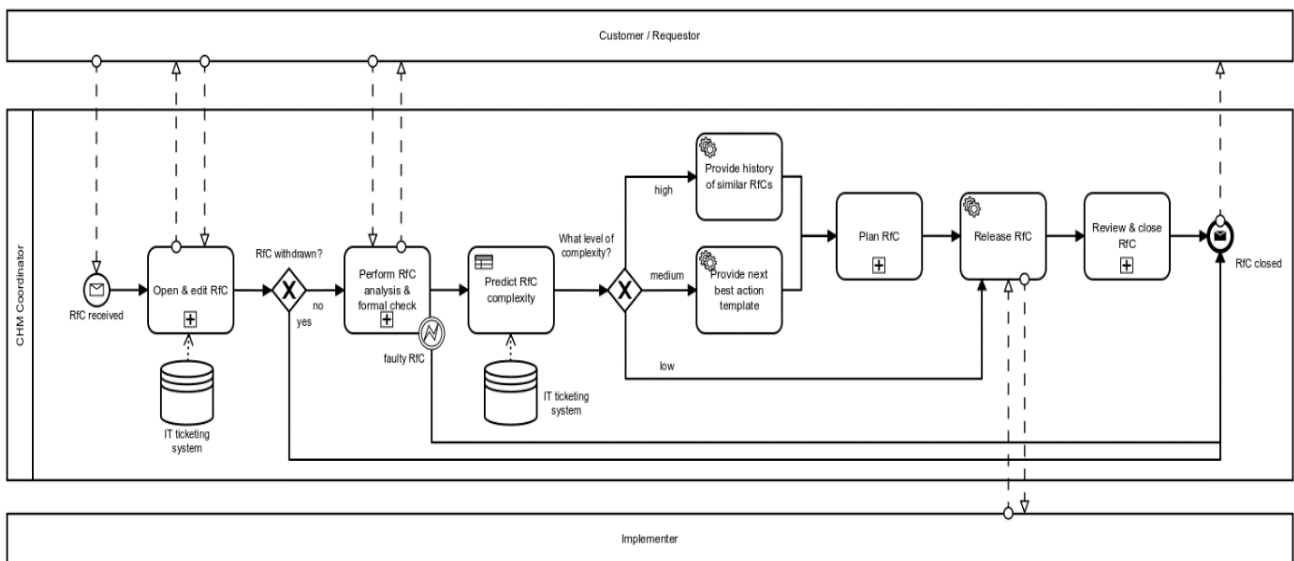 Customer / Requestor
CHM Coordinator
RfC received
Open & edit RfC
IT ticketing
system
RfC withdrawn?
no
yes
Perform RfC
analysis &
formal check
faulty RfC
Predict RfC
complexity
IT ticketing
system
What level of
complexity?
high
medium
low
Provide history
of similar RfCs
Provide next
best action
template
Plan RfC
Release RfC
Review & close
RfC
RfC closed
Implementer